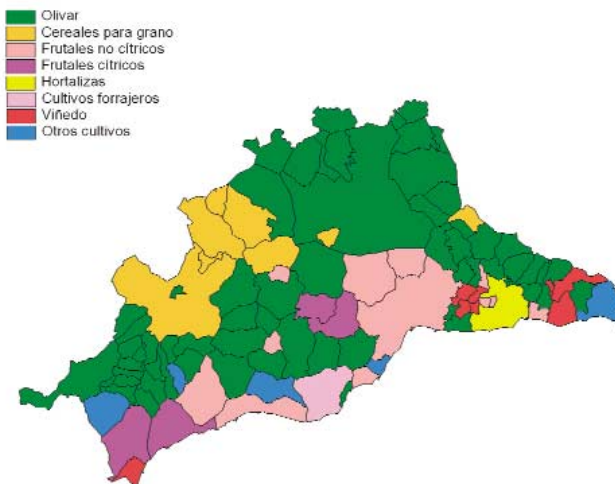 Olivar
Cereales para grano
Frutales no cítricos
Frutales cítricos
Hortalizas
Cultivos forrajeros
Viñedo
Otros cultivos